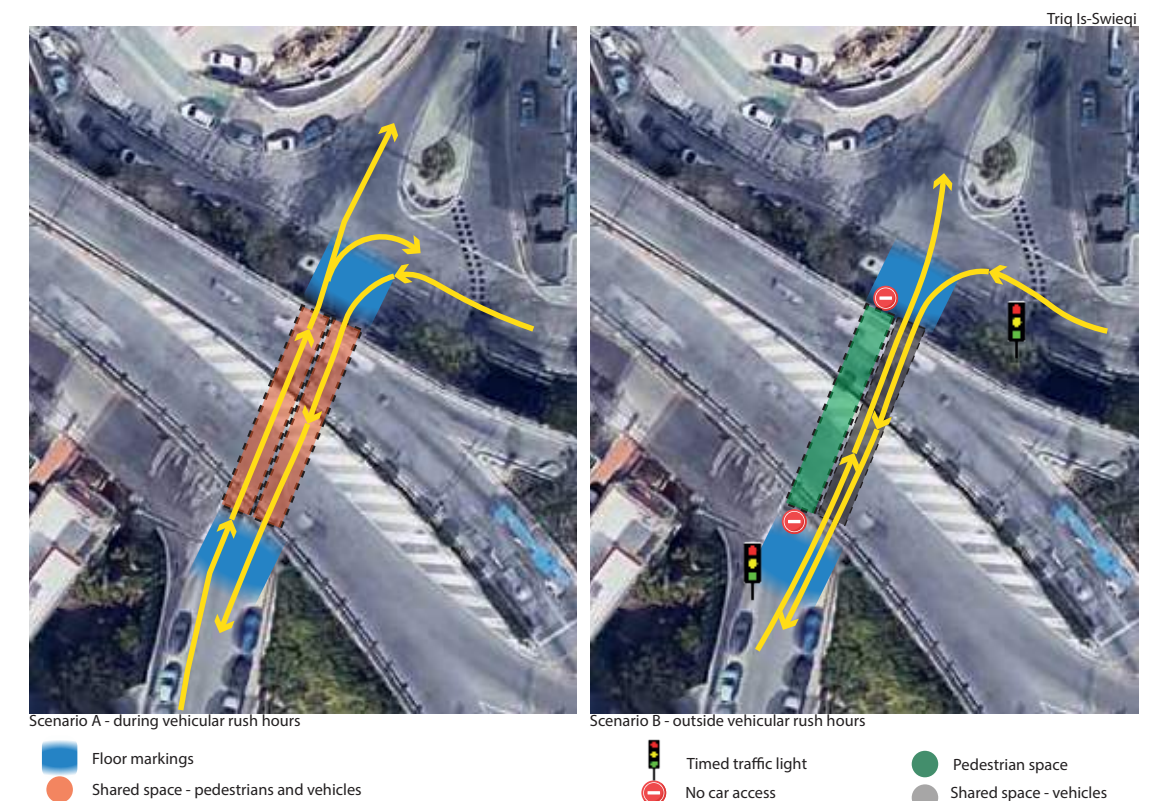 Triq Is-Swieqi
Scenario A - during vehicular rush hours
Scenario B - outside vehicular rush hours
Floor markings
Shared space - pedestrians and vehicles
Timed traffic light
No car access
Pedestrian space
Shared space - vehicles